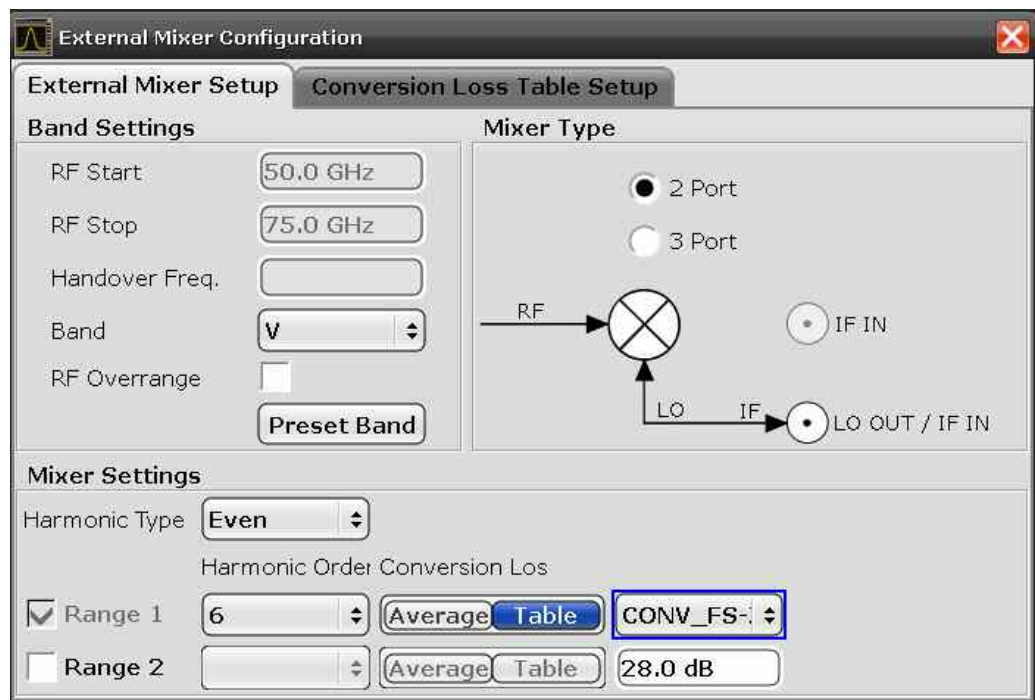 External Mixer Configuration
External Mixer Setup
Conversion Loss Table Setup
Band Settings
RF Start
50.0 GHz
RF Stop
75.0 GHz
Handover Freq.
Band
V
RF Overrange
Preset Band
Mixer Type
2 Port
3 Port
RF
IF IN
LO
IF
LO OUT / IF IN
Mixer Settings
Harmonic Type
Even
Harmonic Order
Conversion Los
Range 1
6
Average
Table
CONV_FS-
Range 2
Average
Table
28.0 dB